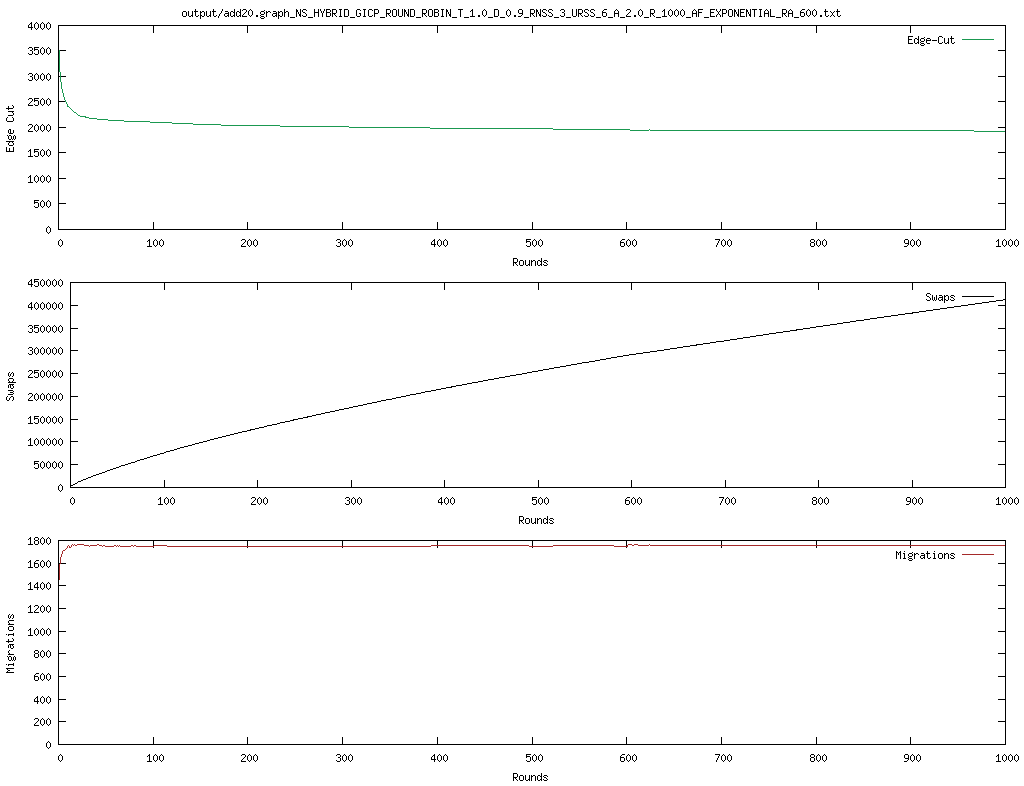 output/add20.graph_NS_HYBRID_GICP_ROUND_ROBIN_T_1.0_D_0.9_RNSS_3_URSS_6_A_2.0_R_1000_AF_EXPONENTIAL_RA_600.txt
4000
3500
3000
2500
2000
1500
1000
500
0
Edge Cut
Edge-Cut
0 100 200 300 400 500 600 700 800 900 1000
Rounds
450000
400000
350000
300000
250000
200000
150000
100000
50000
0
Swaps
Swaps
0 100 200 300 400 500 600 700 800 900 1000
Rounds
1800
1600
1400
1200
1000
800
600
400
200
0
Migrations
Migrations
0 100 200 300 400 500 600 700 800 900 1000
Rounds